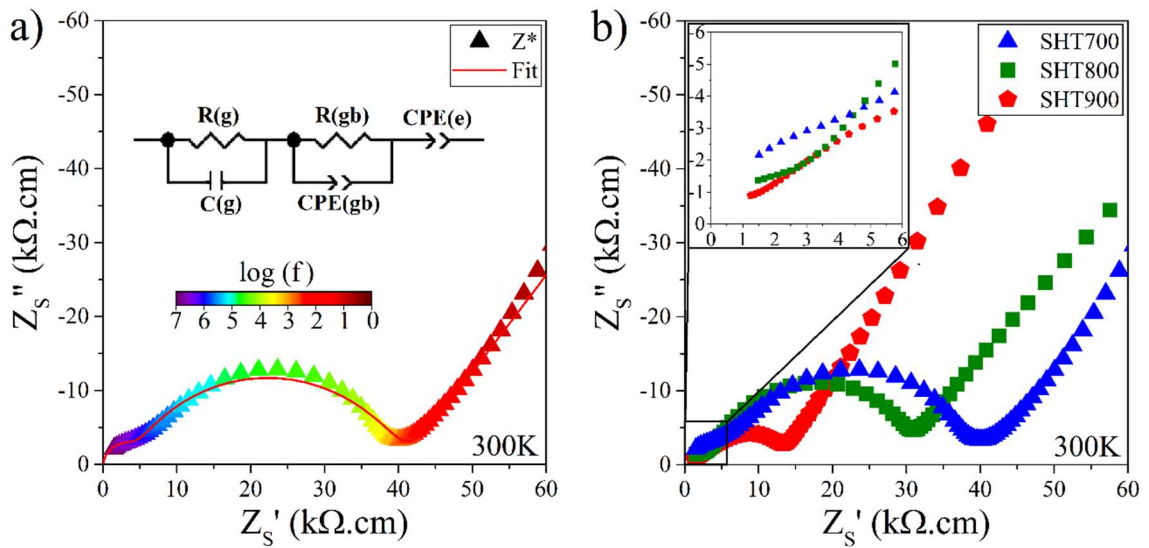 a)
-60
-50
-40
-30
-20
-10
0
0 10 20 30 40 50 60
Z_S'' (kΩ.cm)
Z_S' (kΩ.cm)
Z*
Fit
R(g) R(gb) CPE(e)
C(g) CPE(gb)
log (f)
7 6 5 4 3 2 1 0
300K
b)
-60
-50
-40
-30
-20
-10
0
0 10 20 30 40 50 60
Z_S'' (kΩ.cm)
Z_S' (kΩ.cm)
SHT700
SHT800
SHT900
-6
-5
-4
-3
-2
-1
0
0 1 2 3 4 5 6
300K